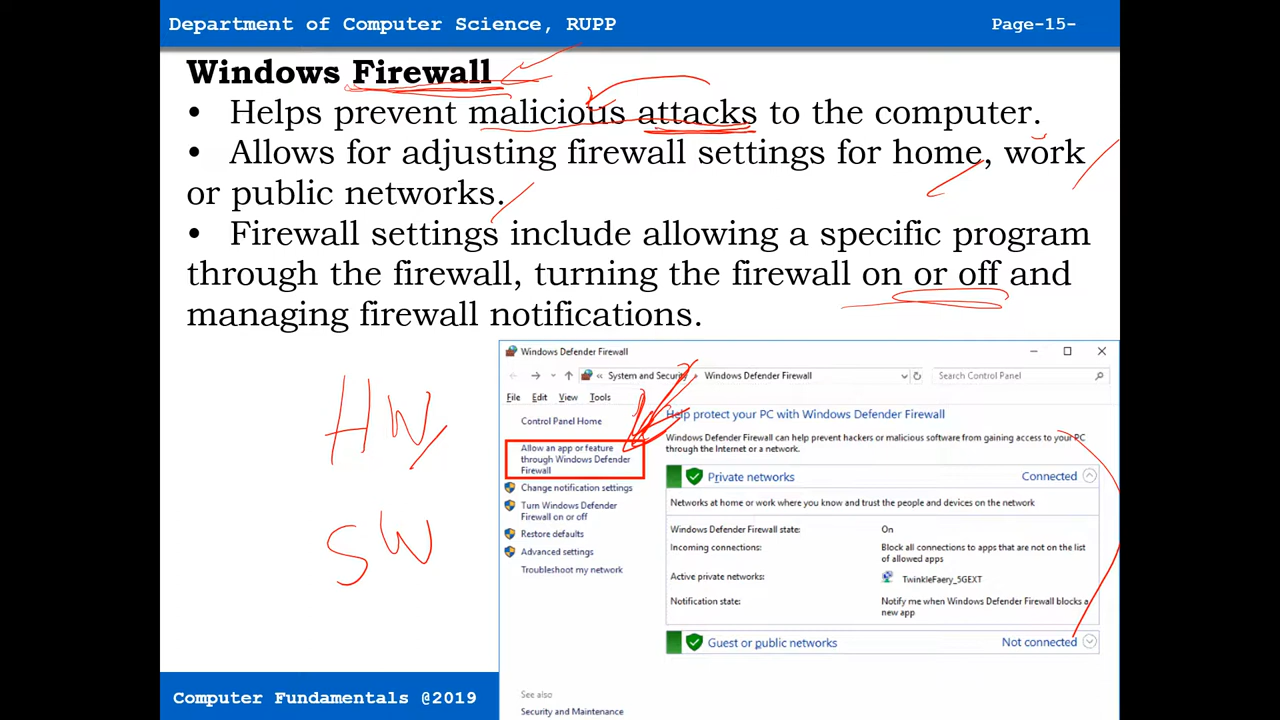 Department of Computer Science, RUPP
Page-15-
Windows Firewall
• Helps prevent malicious attacks to the computer.
• Allows for adjusting firewall settings for home, work
or public networks.
• Firewall settings include allowing a specific program
through the firewall, turning the firewall on or off and
managing firewall notifications.
HW
SW
Windows Defender Firewall
« System and Security
Windows Defender Firewall
Search Control Panel
File Edit View Tools
Control Panel Home
Allow an app or feature
through Windows Defender
Firewall
Change notification settings
Turn Windows Defender
Firewall on or off
Restore defaults
Advanced settings
Troubleshoot my network
See also
Security and Maintenance
Help protect your PC with Windows Defender Firewall
Windows Defender Firewall can help prevent hackers or malicious software from gaining access to your PC
through the Internet or a network.
Private networks Connected
Networks at home or work where you know and trust the people and devices on the network
Windows Defender Firewall state: On
Incoming connections: Block all connections to apps that are not on the list
of allowed apps
Active private networks: TwinkleFaery_5GEXT
Notification state: Notify me when Windows Defender Firewall blocks a
new app
Guest or public networks Not connected
Computer Fundamentals @2019